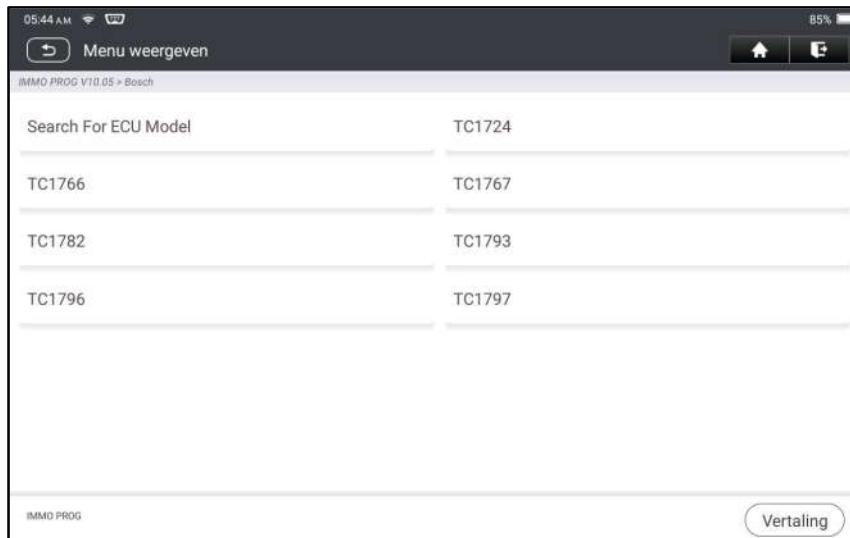 05:44 AM
85%
Menu weergeven
IMMO PROG V10.05 > Bosch
Search For ECU Model
TC1724
TC1766
TC1767
TC1782
TC1793
TC1796
TC1797
IMMO PROG
Vertaling